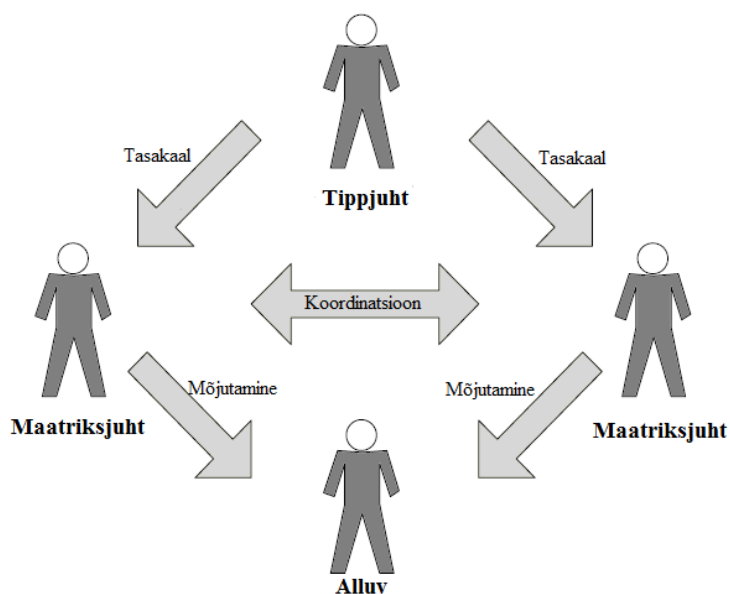 Tasakaal
Tasakaal
Tippjuht
Koordinatsioon
Mõjutamine
Mõjutamine
Maatriksjuht
Maatriksjuht
Alluv